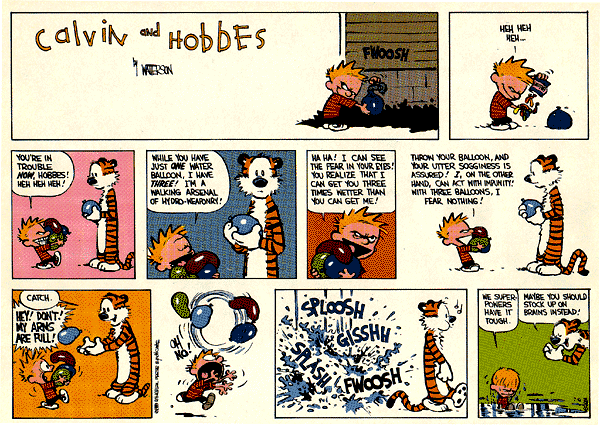 Calvin and HOBBES
by WATERSON
FWOOSH
HEH HEH
HEH...
YOU'RE IN
TROUBLE
NOW, HOBBES!
HEH HEH HEH!
WHILE YOU HAVE
JUST ONE WATER
BALLOON, I HAVE
THREE! I'M A
WALKING ARSENAL
OF HYDRO-WEAPONRY!
HA HA! I CAN SEE
THE FEAR IN YOUR EYES!
YOU REALIZE THAT I
CAN GET YOU THREE
TIMES WETTER THAN
YOU CAN GET ME!
THROW YOUR BALLOON, AND
YOUR UTTER SOGGINESS IS
ASSURED! I, ON THE OTHER
HAND, CAN ACT WITH IMPUNITY!
WITH THREE BALLOONS, I
FEAR NOTHING!
CATCH.
HEY! DON'T!
MY ARMS
ARE FULL!
OH
NO!
SPLOOSH
GISSHH
SPLISH
FWOOSH
WE SUPER-
POWERS
HAVE IT
TOUGH.
MAYBE YOU SHOULD
STOCK UP ON
BRAINS INSTEAD!